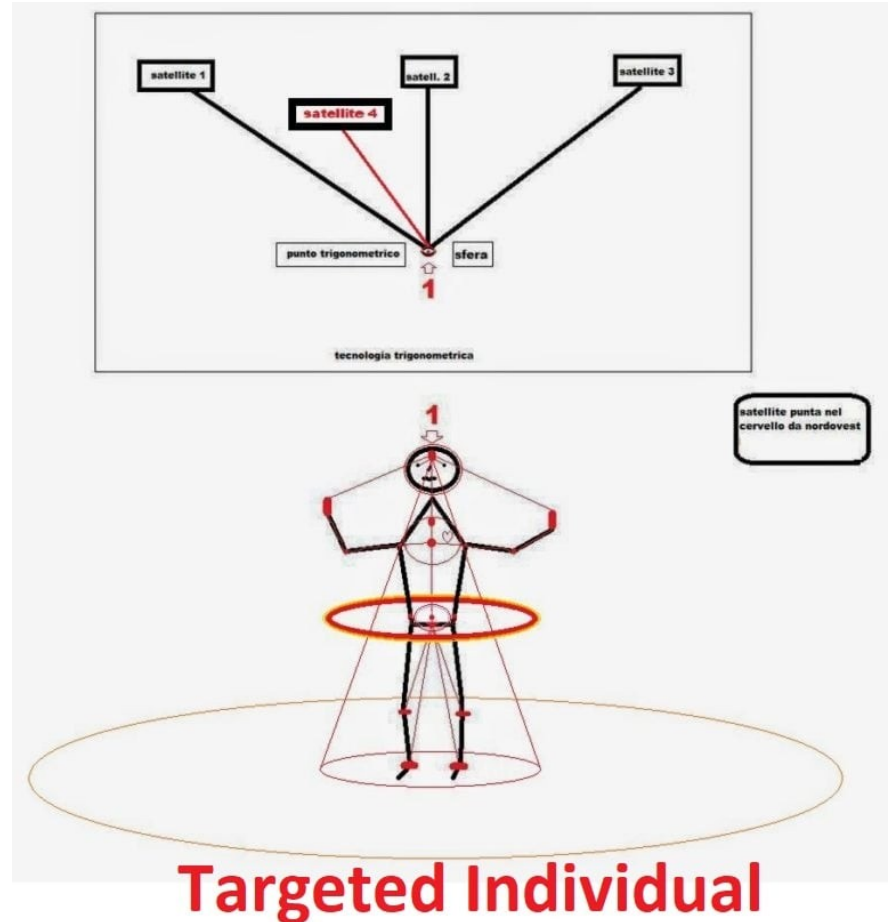 satellite 1
satell. 2
satellite 3
satellite 4
punto trigonometrico
sfera
1
tecnologia trigonometrica
satellite punta nel
cervello da nordovest
1
Targeted Individual